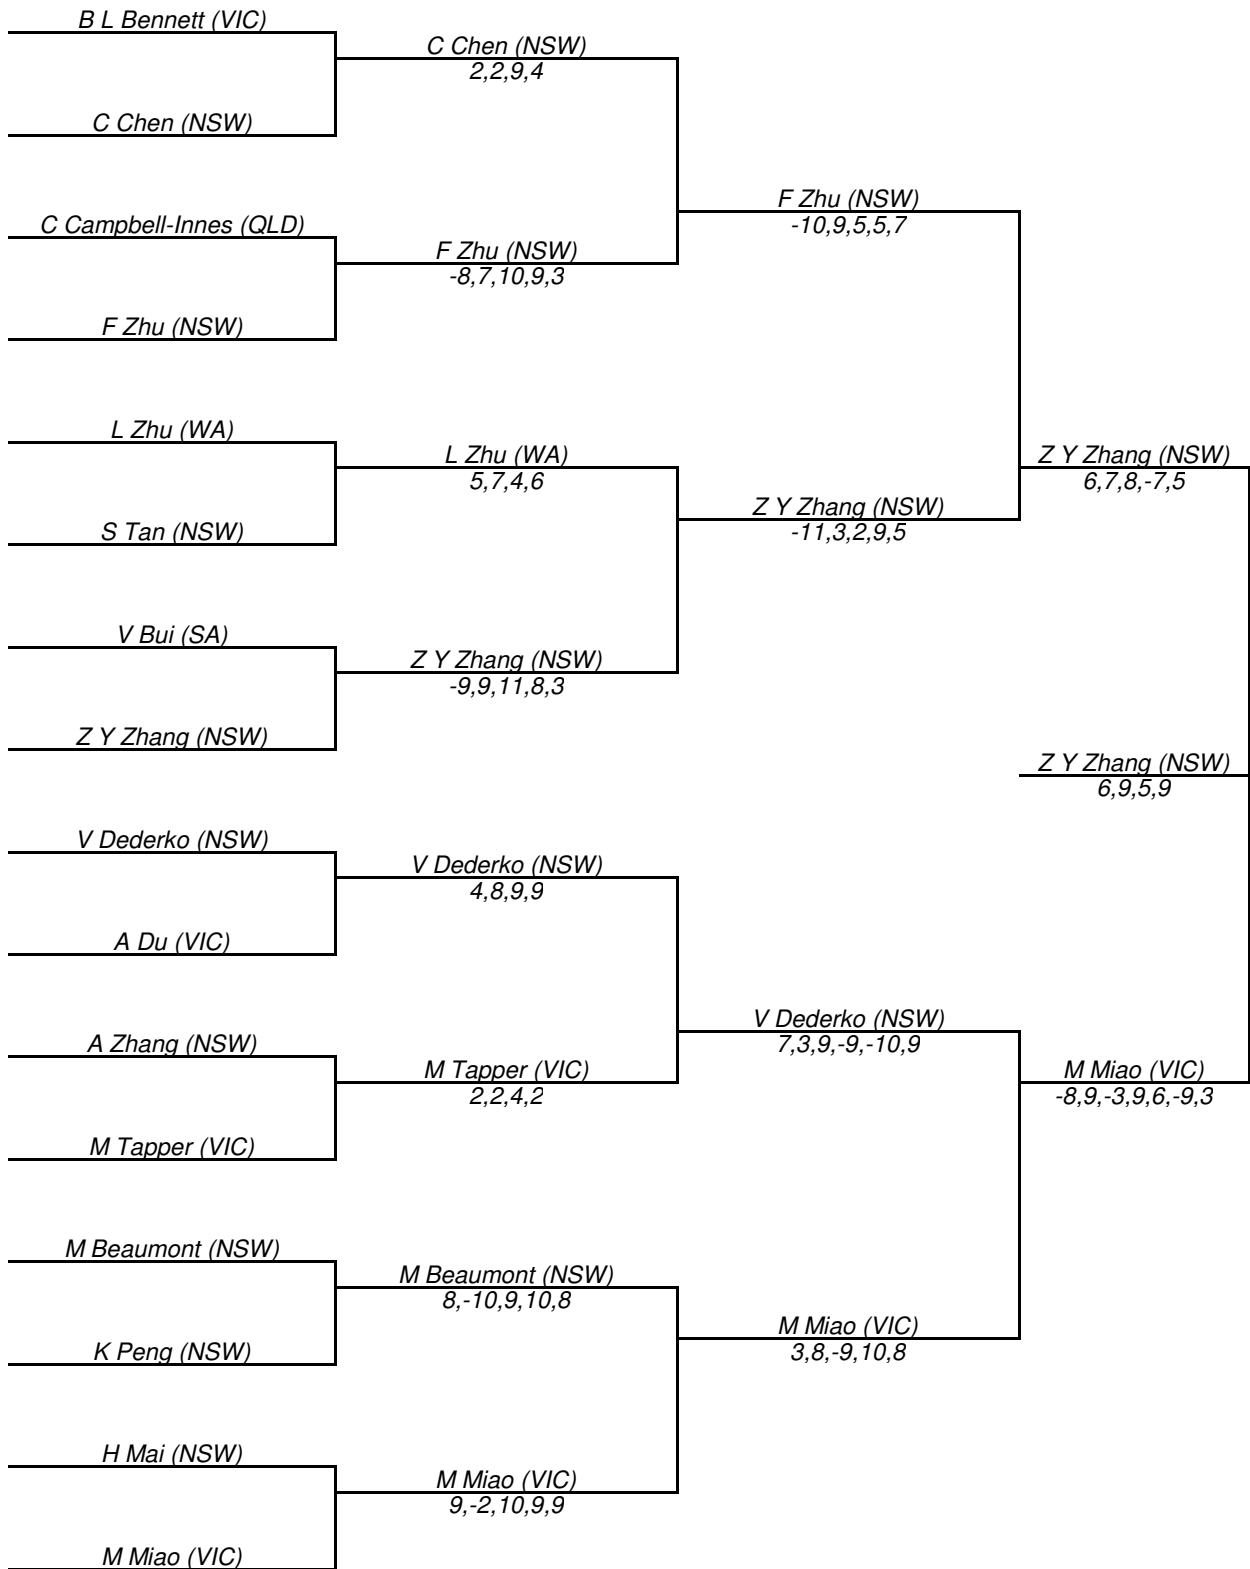 B L Bennett (VIC)
C Chen (NSW)
2,2,9,4
C Chen (NSW)
F Zhu (NSW)
-10,9,5,5,7
C Campbell-Innes (QLD)
F Zhu (NSW)
-8,7,10,9,3
F Zhu (NSW)
L Zhu (WA)
L Zhu (WA)
5,7,4,6
Z Y Zhang (NSW)
6,7,8,-7,5
Z Y Zhang (NSW)
-11,3,2,9,5
S Tan (NSW)
V Bui (SA)
Z Y Zhang (NSW)
-9,9,11,8,3
Z Y Zhang (NSW)
Z Y Zhang (NSW)
6,9,5,9
V Dederko (NSW)
V Dederko (NSW)
4,8,9,9
A Du (VIC)
V Dederko (NSW)
7,3,9,-9,-10,9
A Zhang (NSW)
M Tapper (VIC)
2,2,4,2
M Miao (VIC)
-8,9,-3,9,6,-9,3
M Tapper (VIC)
M Beaumont (NSW)
M Beaumont (NSW)
8,-10,9,10,8
M Miao (VIC)
3,8,-9,10,8
K Peng (NSW)
H Mai (NSW)
M Miao (VIC)
9,-2,10,9,9
M Miao (VIC)